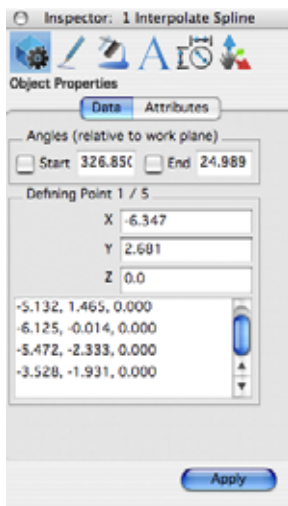 Inspector: 1 Interpolate Spline
A
Object Properties
Data Attributes
Angles (relative to work plane)
Start 326.850 End 24.989
Defining Point 1 / 5
X -6.347
Y 2.681
Z 0.0
-5.132, 1.465, 0.000
-6.125, -0.014, 0.000
-5.472, -2.333, 0.000
-3.528, -1.931, 0.000
Apply